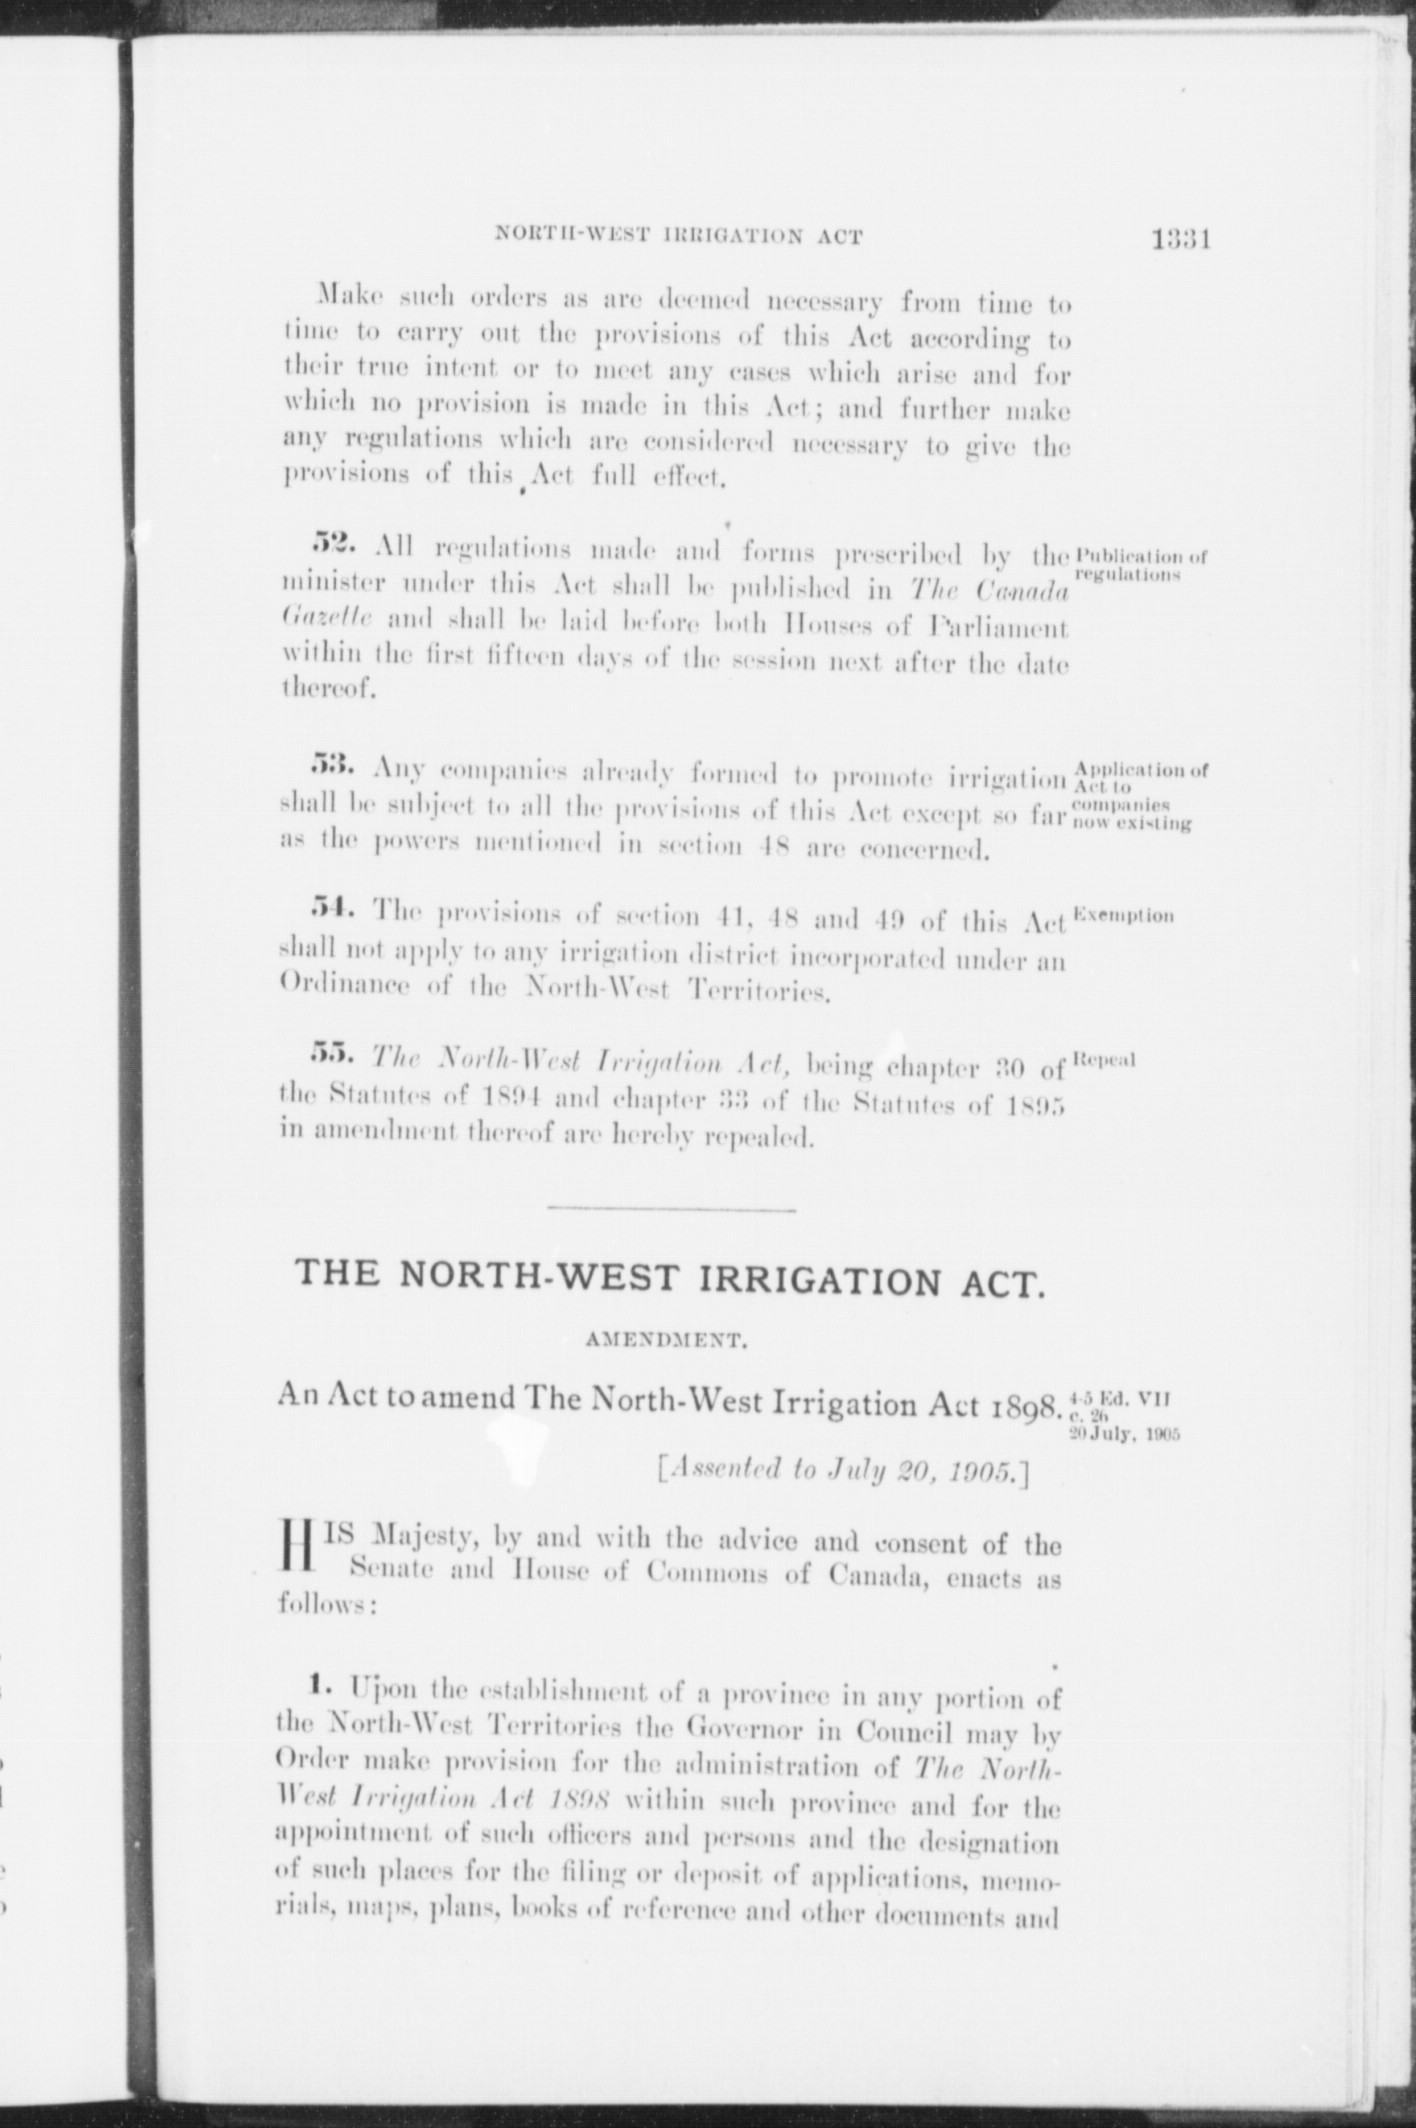 NORTH-WEST IRRIGATION ACT 1331
Make such orders as are deemed necessary from time to
time to carry out the provisions of this Act according to
their true intent or to meet any cases which arise and for
which no provision is made in this Act; and further make
any regulations which are considered necessary to give the
provisions of this Act full effect.
52. All regulations made and forms prescribed by the
minister under this Act shall be published in The Canada
Gazette and shall be laid before both Houses of Parliament
within the first fifteen days of the session next after the date
thereof.
Publication of
regulations
53. Any companies already formed to promote irrigation
shall be subject to all the provisions of this Act except so far
as the powers mentioned in section 48 are concerned.
Application of
Act to
companies
now existing
54. The provisions of section 41, 48 and 49 of this Act
shall not apply to any irrigation district incorporated under an
Ordinance of the North-West Territories.
Exemption
55. The North-West Irrigation Act, being chapter 30 of
the Statutes of 1894 and chapter 33 of the Statutes of 1895
in amendment thereof are hereby repealed.
Repeal
THE NORTH-WEST IRRIGATION ACT.
AMENDMENT.
An Act to amend The North-West Irrigation Act 1898.
4-5 Ed. VII
c. 26
20 July, 1905
[Assented to July 20, 1905.]
HIS Majesty, by and with the advice and consent of the
Senate and House of Commons of Canada, enacts as
follows:
1. Upon the establishment of a province in any portion of
the North-West Territories the Governor in Council may by
Order make provision for the administration of The North-
West Irrigation Act 1898 within such province and for the
appointment of such officers and persons and the designation
of such places for the filing or deposit of applications, memo-
rials, maps, plans, books of reference and other documents and